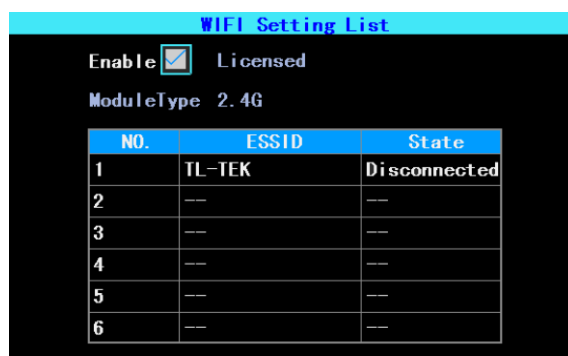 WIFI Setting List
Enable Licensed
ModuleType 2.4G
NO. ESSID State
1 TL-TEK Disconnected
2 -- --
3 -- --
4 -- --
5 -- --
6 -- --